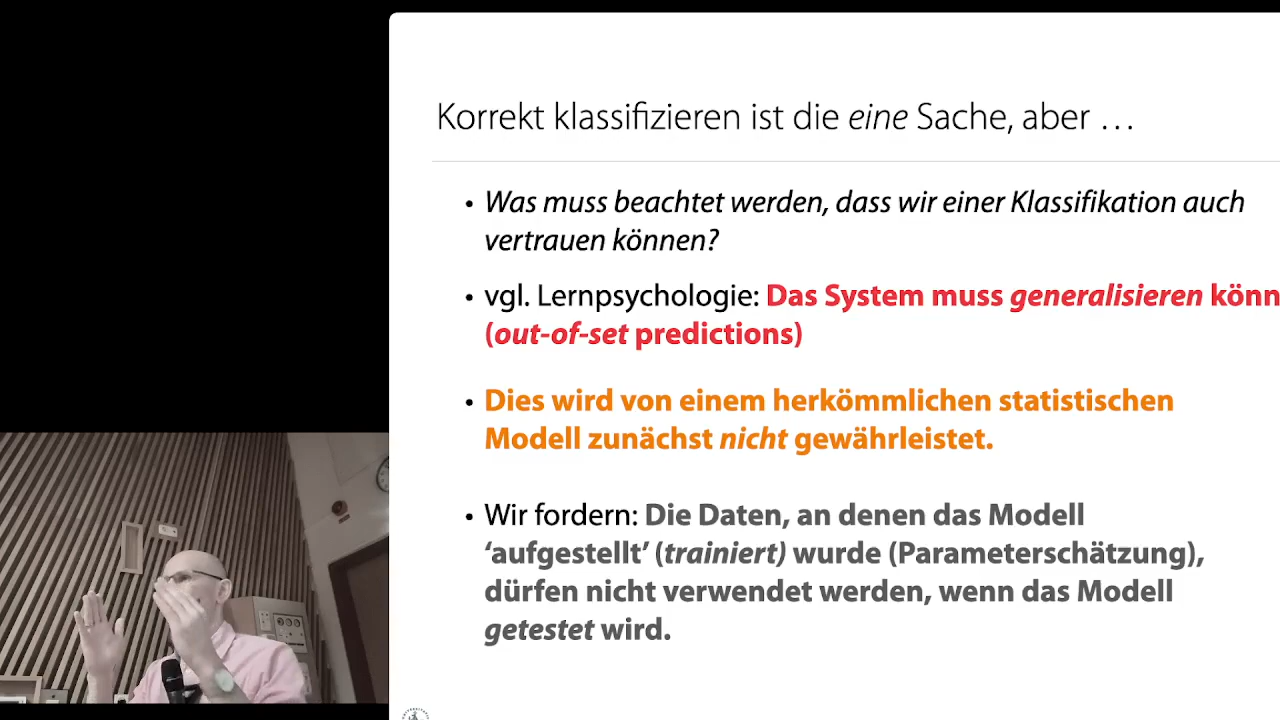 Korrekt klassifizieren ist die eine Sache, aber …
• Was muss beachtet werden, dass wir einer Klassifikation auch
vertrauen können?
• vgl. Lernpsychologie: Das System muss generalisieren könn
(out-of-set predictions)
• Dies wird von einem herkömmlichen statistischen
Modell zunächst nicht gewährleistet.
• Wir fordern: Die Daten, an denen das Modell
‘aufgestellt’ (trainiert) wurde (Parameterschätzung),
dürfen nicht verwendet werden, wenn das Modell
getestet wird.